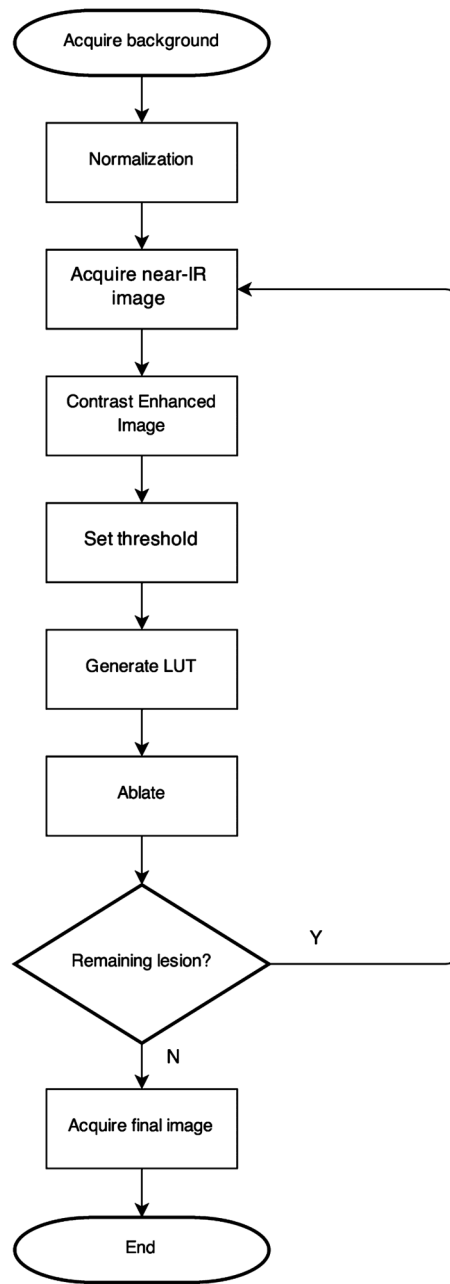 Acquire background
Normalization
Acquire near-IR
image
Contrast Enhanced
Image
Set threshold
Generate LUT
Ablate
Remaining lesion?
Y
N
Acquire final image
End